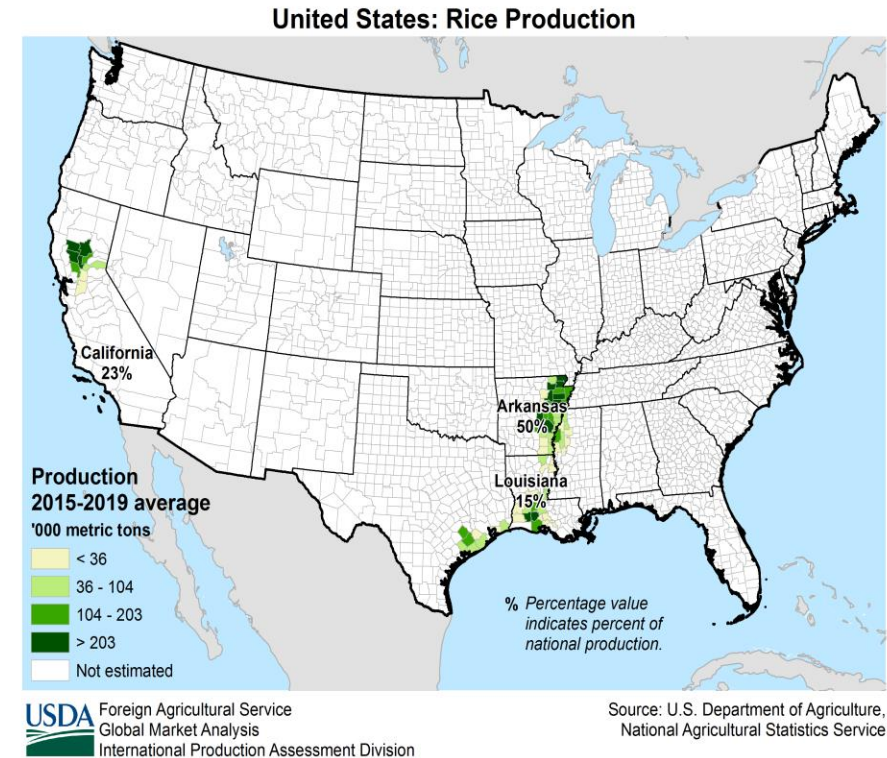 United States: Rice Production
California
23%
Arkansas
50%
Louisiana
15%
Production
2015-2019 average
'000 metric tons
< 36
36 - 104
104 - 203
> 203
Not estimated
% Percentage value
indicates percent of
national production.
USDA
Foreign Agricultural Service
Global Market Analysis
International Production Assessment Division
Source: U.S. Department of Agriculture,
National Agricultural Statistics Service